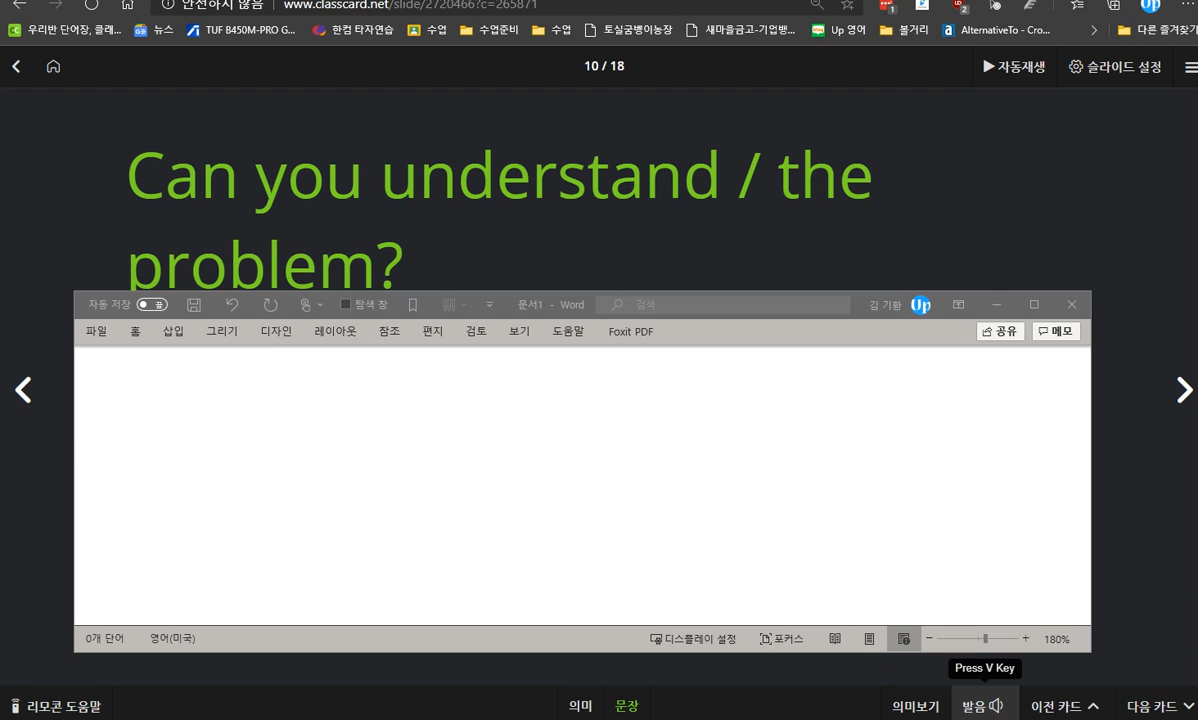 안전하지 않음 | www.classcard.net/slide/2720466?c=265871
우리반 단어장, 클래... 뉴스 TUF B450M-PRO G... 한컴 타자연습 수업 수업준비 수업 토실굼벵이농장 새마을금고-기업뱅... Up 영어 볼거리 AlternativeTo - Cro... 다른 즐겨찾기
10 / 18 자동재생 슬라이드 설정
Can you understand / the
problem?
자동 저장 끔 탐색 창 문서1 - Word 검색 김 기환 Up
파일 홈 삽입 그리기 디자인 레이아웃 참조 편지 검토 보기 도움말 Foxit PDF 공유 메모
0개 단어 영어(미국) 디스플레이 설정 포커스 - + 180%
Press V Key
리모콘 도움말 의미 문장 의미보기 발음 이전 카드 다음 카드